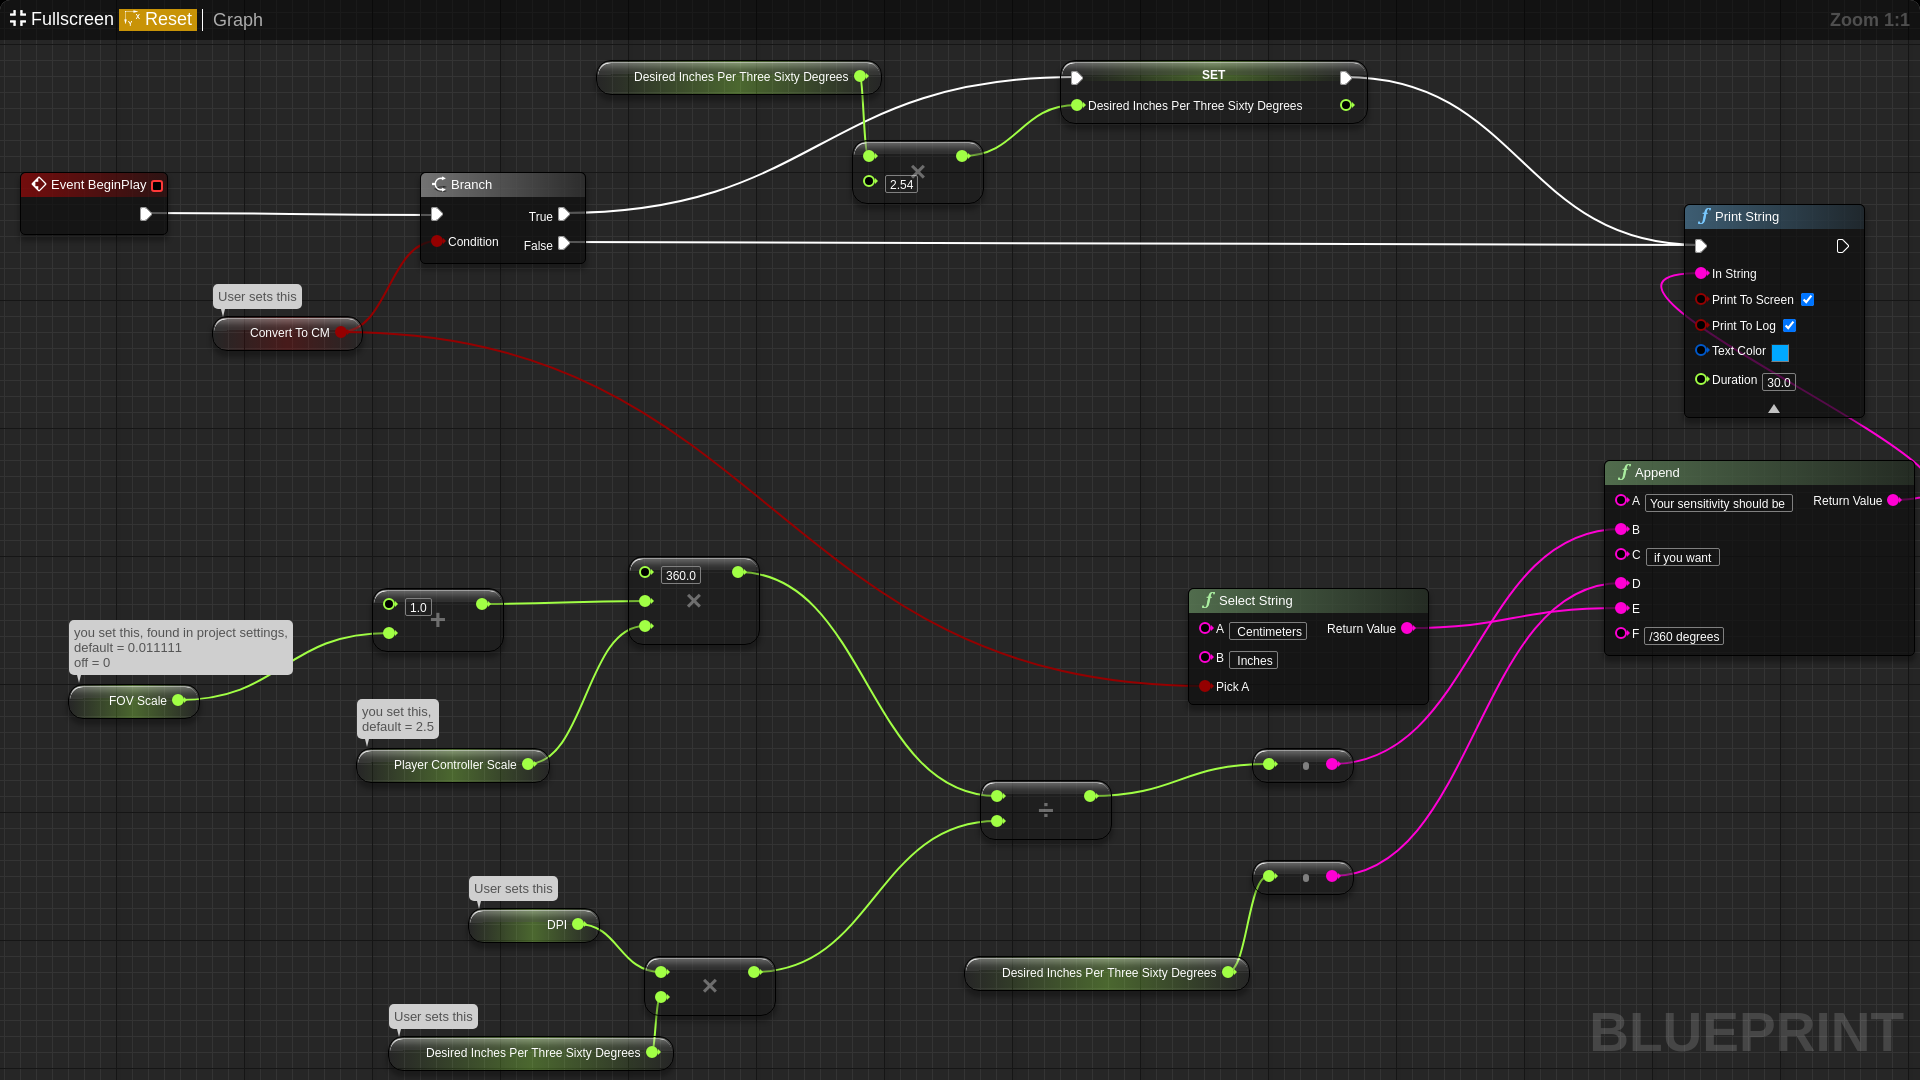 Fullscreen Reset Graph Zoom 1:1
Desired Inches Per Three Sixty Degrees
SET
Desired Inches Per Three Sixty Degrees
2.54
Event BeginPlay
Branch
True
Condition
False
Print String
In String
Print To Screen
Print To Log
Text Color
Duration 30.0
User sets this
Convert To CM
Append
A Your sensitivity should be Return Value
B
C if you want
D
E
F /360 degrees
360.0
1.0
Select String
A Centimeters Return Value
B Inches
Pick A
you set this, found in project settings,
default = 0.011111
off = 0
FOV Scale
you set this,
default = 2.5
Player Controller Scale
User sets this
DPI
Desired Inches Per Three Sixty Degrees
User sets this
Desired Inches Per Three Sixty Degrees
BLUEPRINT